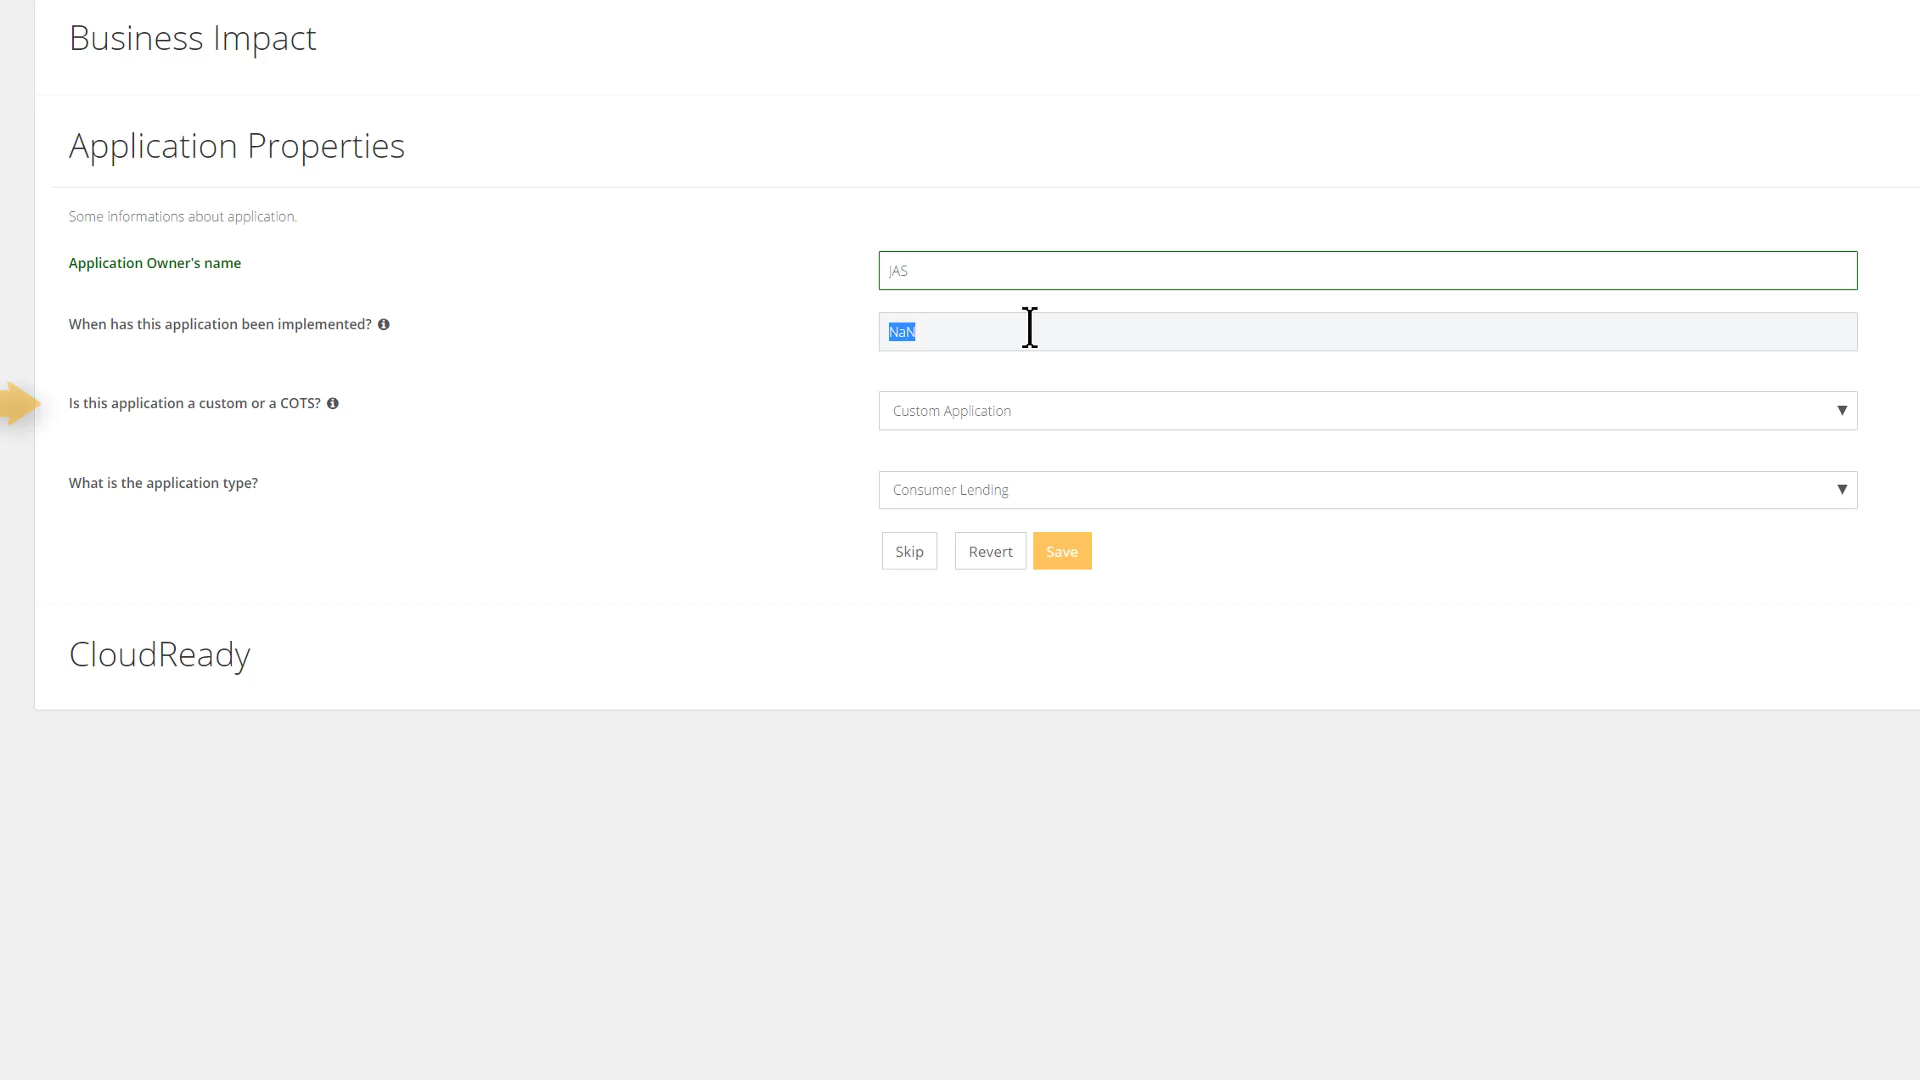 Business Impact
Application Properties
Some informations about application.
Application Owner's name
JAS
When has this application been implemented?
NaN
Is this application a custom or a COTS?
Custom Application
What is the application type?
Consumer Lending
Skip Revert Save
CloudReady